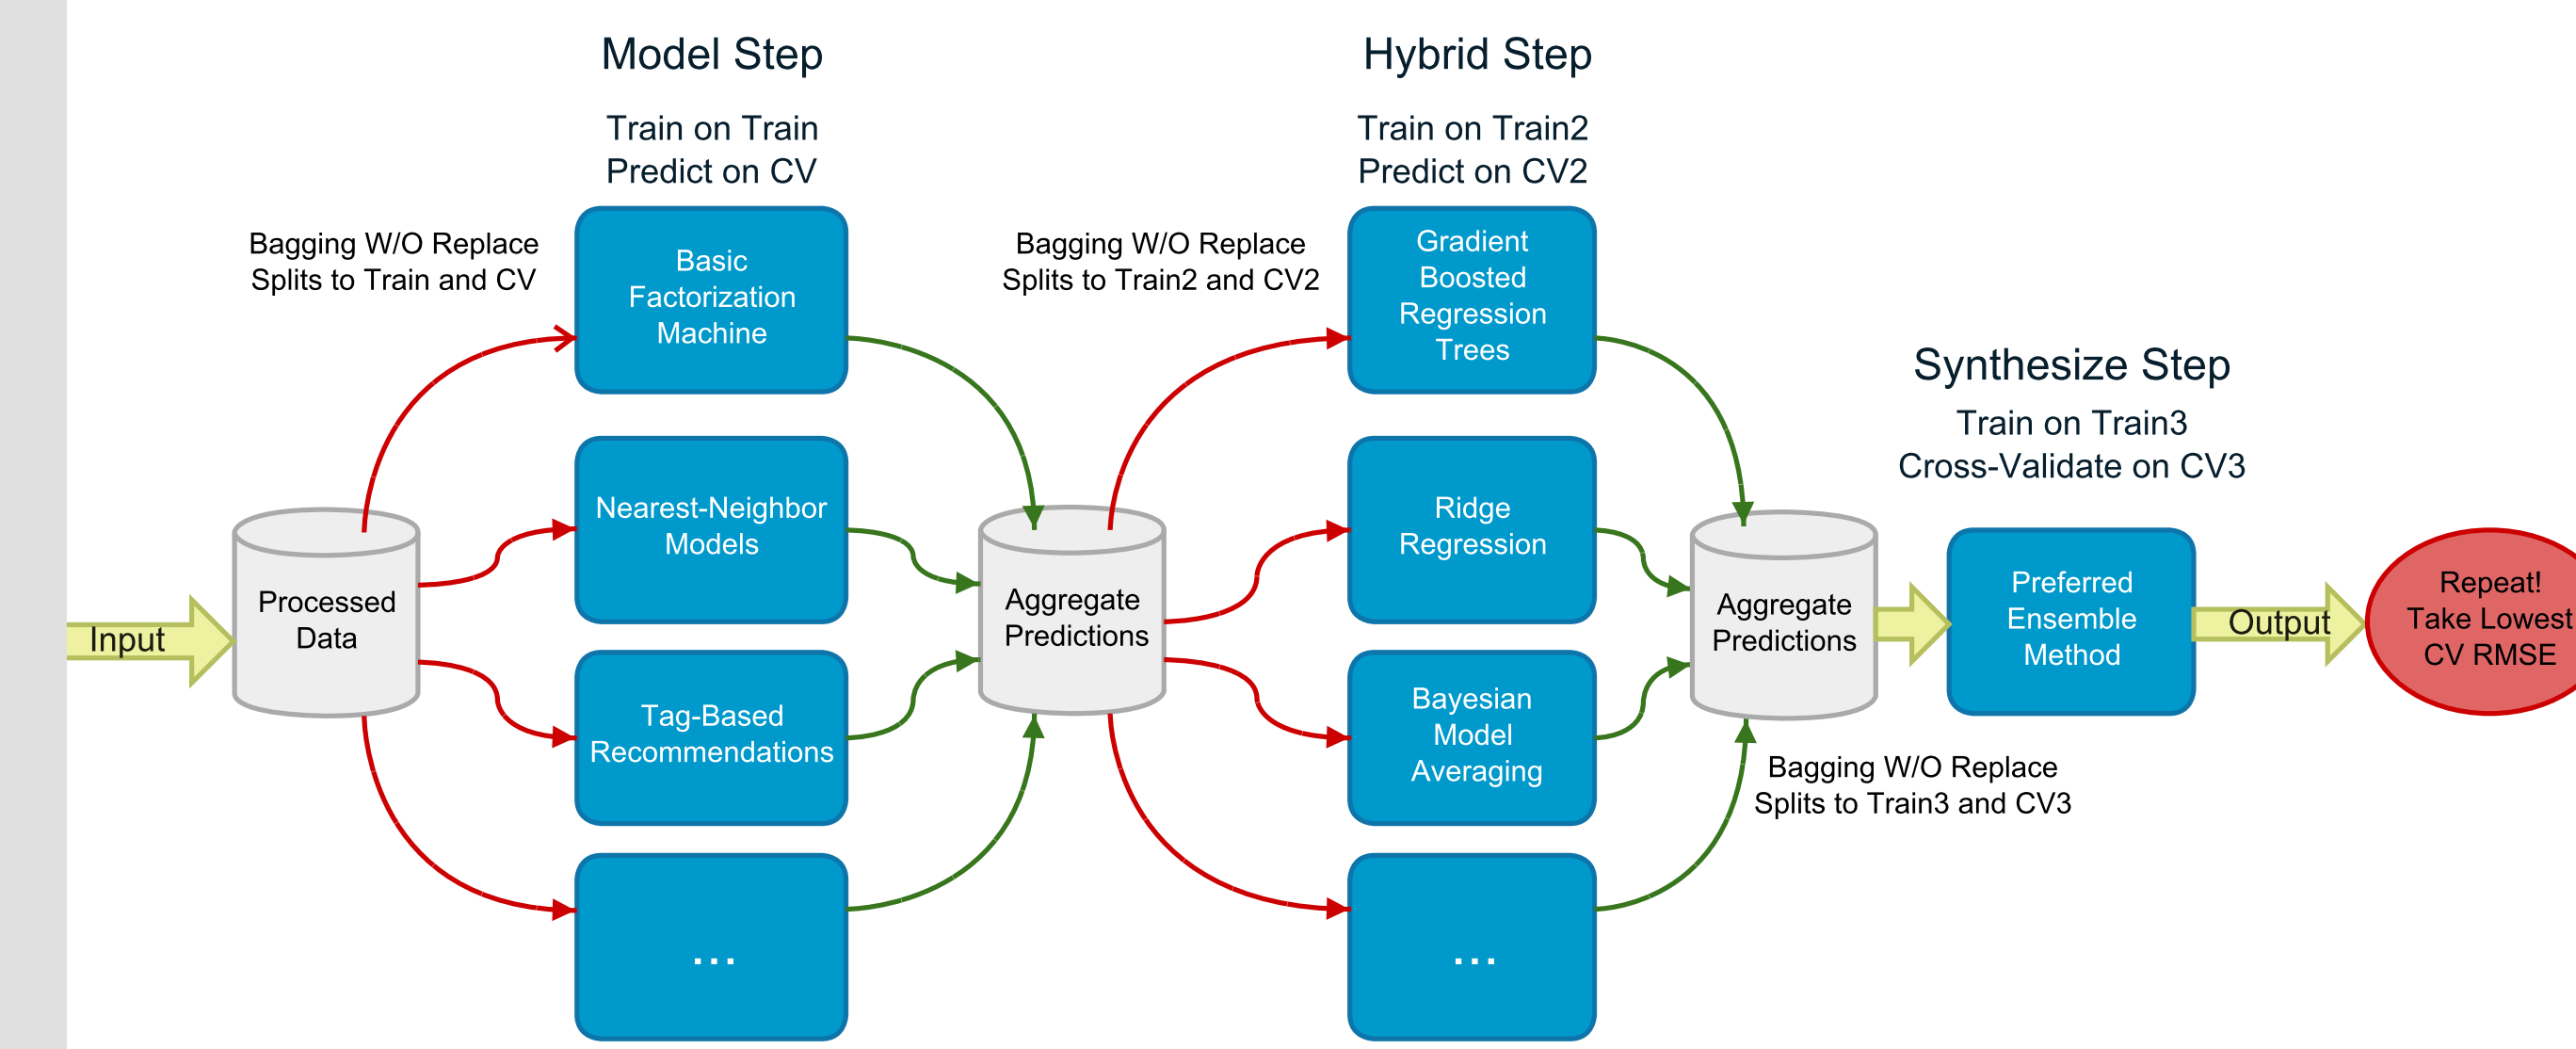 Model Step
Train on Train
Predict on CV
Hybrid Step
Train on Train2
Predict on CV2
Synthesize Step
Train on Train3
Cross-Validate on CV3
Input
Processed
Data
Bagging W/O Replace
Splits to Train and CV
Basic
Factorization
Machine
Nearest-Neighbor
Models
Tag-Based
Recommendations
...
Aggregate
Predictions
Bagging W/O Replace
Splits to Train2 and CV2
Gradient
Boosted
Regression
Trees
Ridge
Regression
Bayesian
Model
Averaging
...
Aggregate
Predictions
Bagging W/O Replace
Splits to Train3 and CV3
Preferred
Ensemble
Method
Output
Repeat!
Take Lowest
CV RMSE